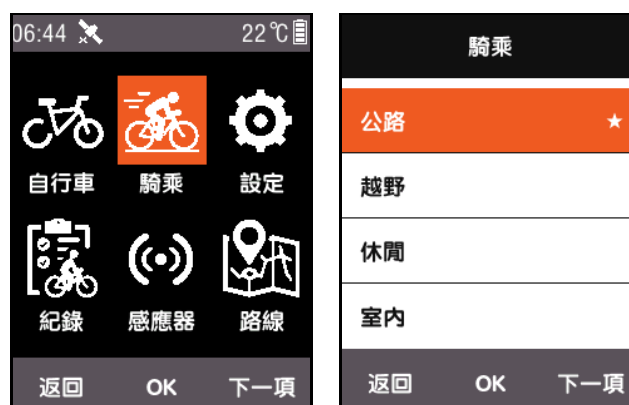 06:44 22℃
自行車 騎乘 設定
紀錄 感應器 路線
返回 OK 下一項
騎乘
公路 ★
越野
休閒
室內
返回 OK 下一項